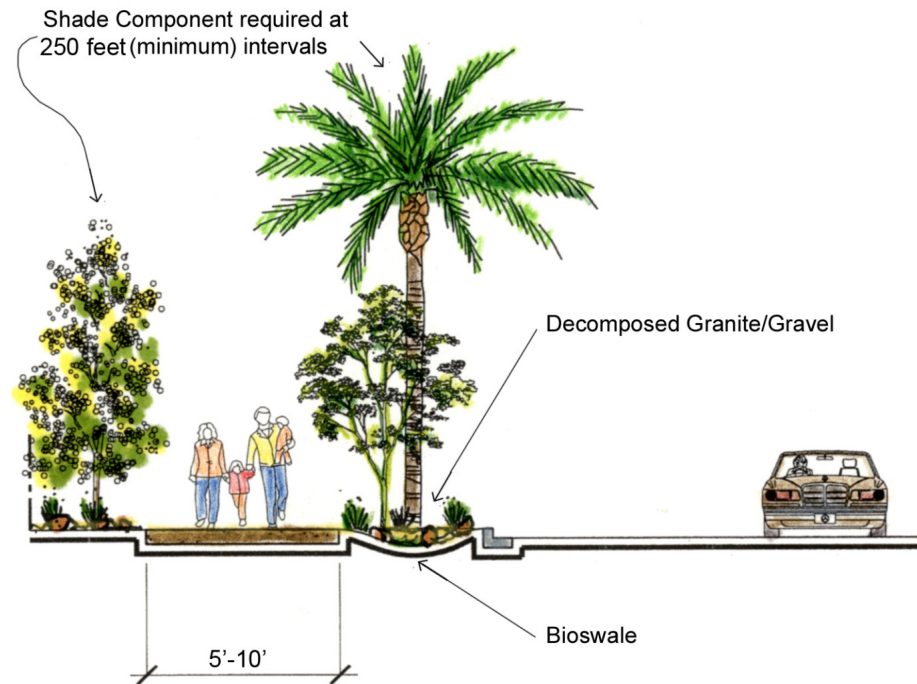 Shade Component required at
250 feet (minimum) intervals
Decomposed Granite/Gravel
Bioswale
5’-10’